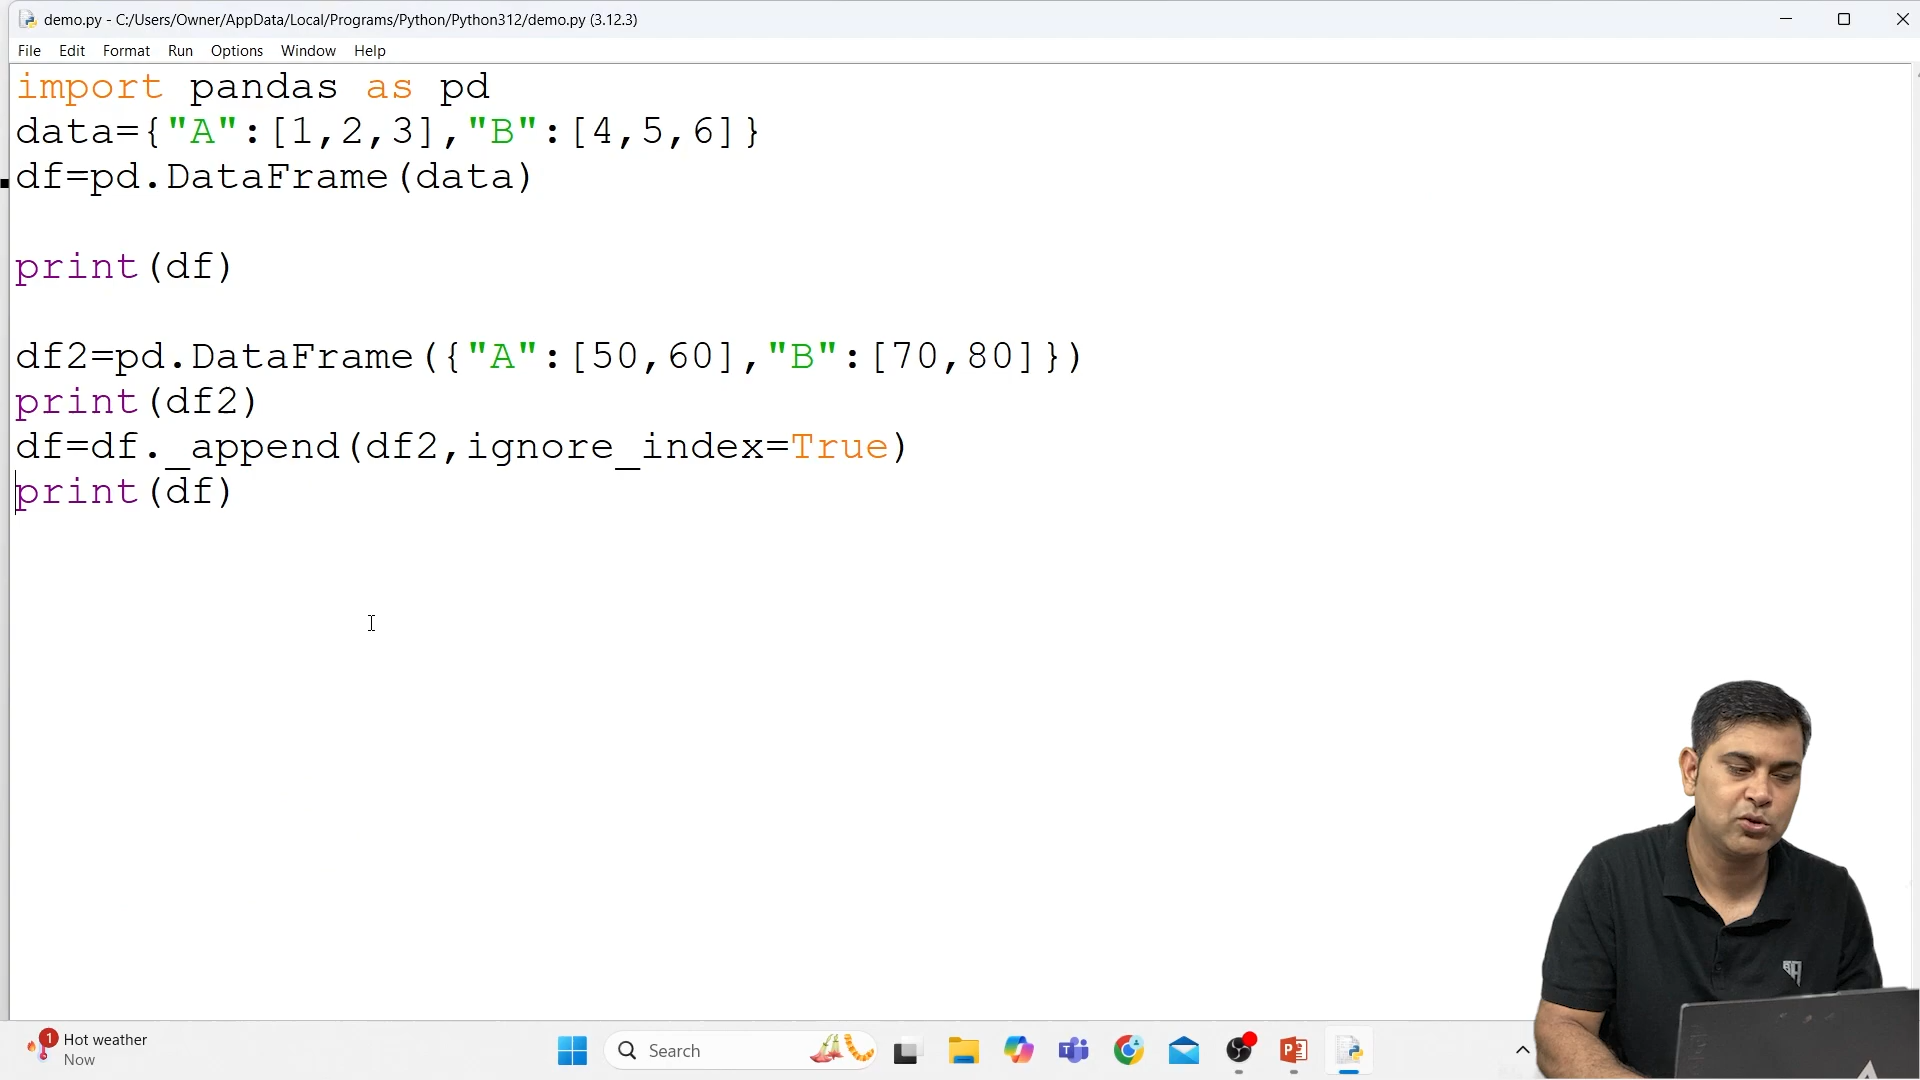 demo.py - C:/Users/Owner/AppData/Local/Programs/Python/Python312/demo.py (3.12.3)
File Edit Format Run Options Window Help
import pandas as pd
data={"A":[1,2,3],"B":[4,5,6]}
df=pd.DataFrame(data)
print(df)
df2=pd.DataFrame({"A":[50,60],"B":[70,80]})
print(df2)
df=df._append(df2,ignore_index=True)
print(df)
1
Hot weather
Now
Search